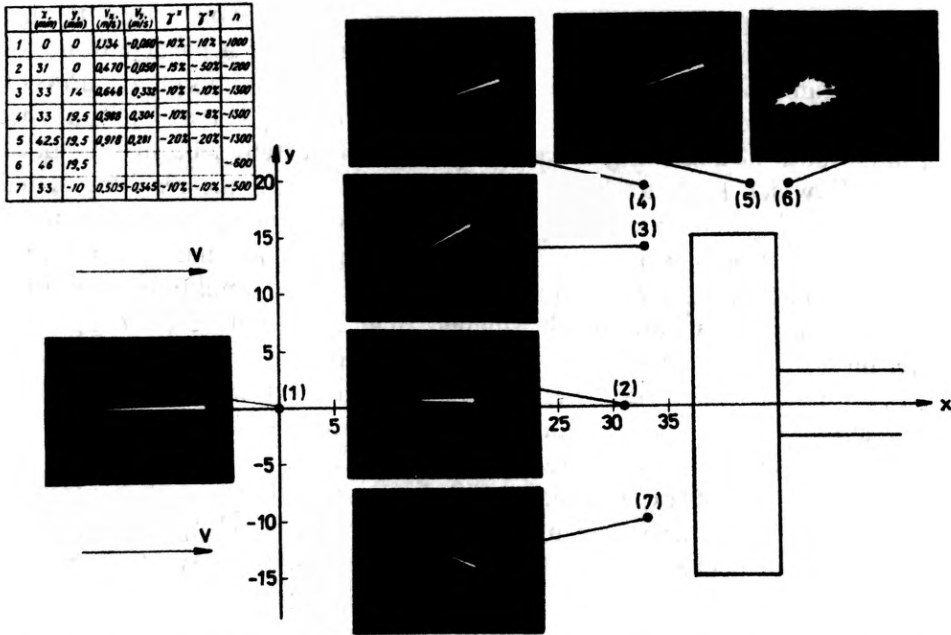 x, (mm) y, (mm) Vx, (m/s) Vy, (m/s) γ" γ" n
1 0 0 1,134 -0,060 ~10% ~10% ~1000
2 31 0 0,470 -0,050 ~15% ~50% ~1200
3 33 14 0,646 0,332 ~10% ~10% ~1300
4 33 19,5 0,988 0,304 ~10% ~8% ~1300
5 42,5 19,5 0,918 0,281 ~20% ~20% ~1300
6 46 19,5 ~600
7 33 -10 0,505 -0,345 ~10% ~10% ~500
y
20
(4) (5) (6)
(3)
15
V
10
5
(1) (2)
5 25 30 35 x
-5
(7)
-10
V
-15